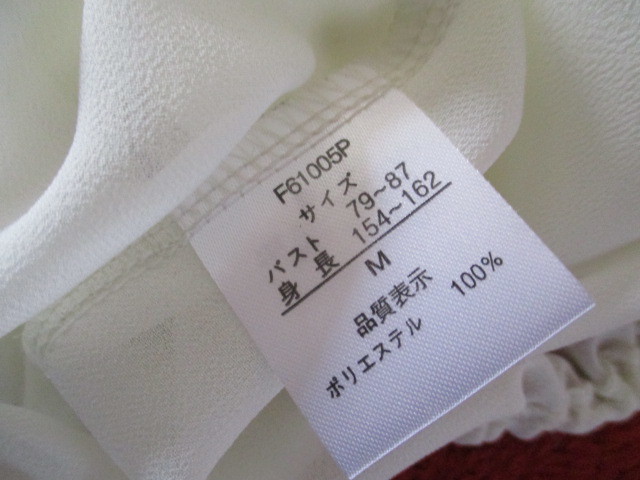 F61005P
サイズ
バスト 79~87
身長 154~162
M
品質表示
ポリエステル 100%